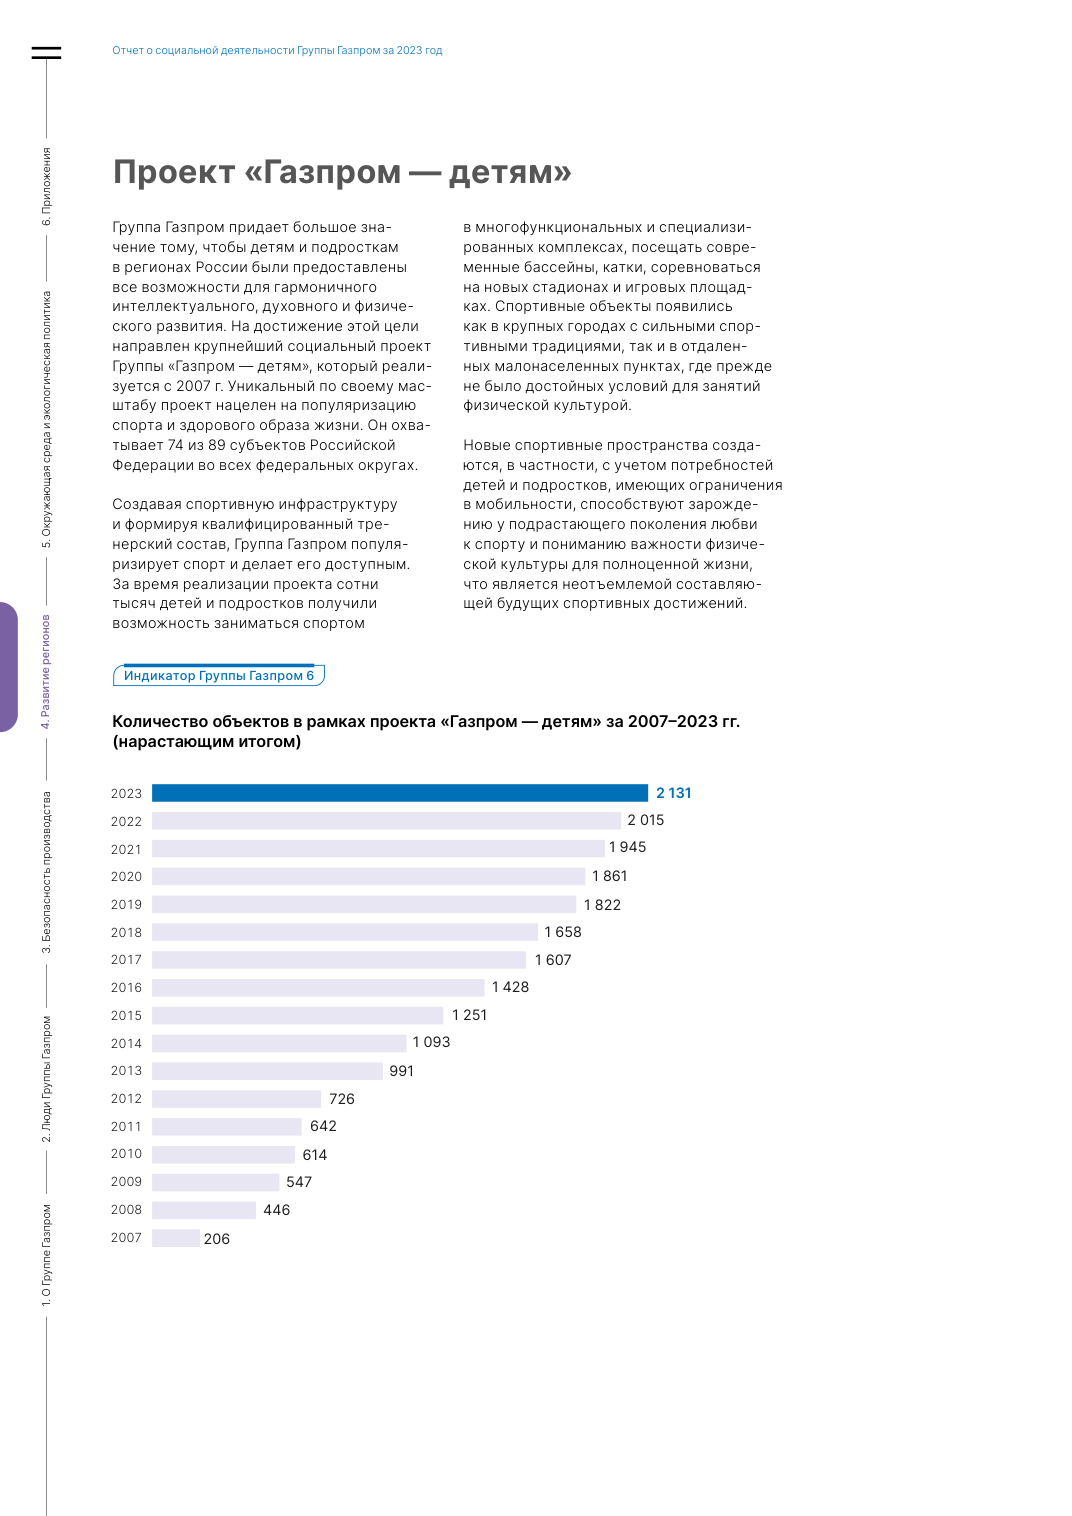 Отчет о социальной деятельности Группы Газпром за 2023 год
6. Приложения
5. Окружающая среда и экологическая политика
4. Развитие регионов
3. Безопасность производства
2. Люди Группы Газпром
1. О Группе Газпром
Проект «Газпром — детям»
Группа Газпром придает большое зна-
чение тому, чтобы детям и подросткам
в регионах России были предоставлены
все возможности для гармоничного
интеллектуального, духовного и физиче-
ского развития. На достижение этой цели
направлен крупнейший социальный проект
Группы «Газпром — детям», который реали-
зуется с 2007 г. Уникальный по своему мас-
штабу проект нацелен на популяризацию
спорта и здорового образа жизни. Он охва-
тывает 74 из 89 субъектов Российской
Федерации во всех федеральных округах.
Создавая спортивную инфраструктуру
и формируя квалифицированный тре-
нерский состав, Группа Газпром популя-
ризирует спорт и делает его доступным.
За время реализации проекта сотни
тысяч детей и подростков получили
возможность заниматься спортом
в многофункциональных и специализи-
рованных комплексах, посещать совре-
менные бассейны, катки, соревноваться
на новых стадионах и игровых площад-
ках. Спортивные объекты появились
как в крупных городах с сильными спор-
тивными традициями, так и в отдален-
ных малонаселенных пунктах, где прежде
не было достойных условий для занятий
физической культурой.
Новые спортивные пространства созда-
ются, в частности, с учетом потребностей
детей и подростков, имеющих ограничения
в мобильности, способствуют зарожде-
нию у подрастающего поколения любви
к спорту и пониманию важности физиче-
ской культуры для полноценной жизни,
что является неотъемлемой составляю-
щей будущих спортивных достижений.
Индикатор Группы Газпром 6
Количество объектов в рамках проекта «Газпром — детям» за 2007–2023 гг.
(нарастающим итогом)
2023 2 131
2022 2 015
2021 1 945
2020 1 861
2019 1 822
2018 1 658
2017 1 607
2016 1 428
2015 1 251
2014 1 093
2013 991
2012 726
2011 642
2010 614
2009 547
2008 446
2007 206